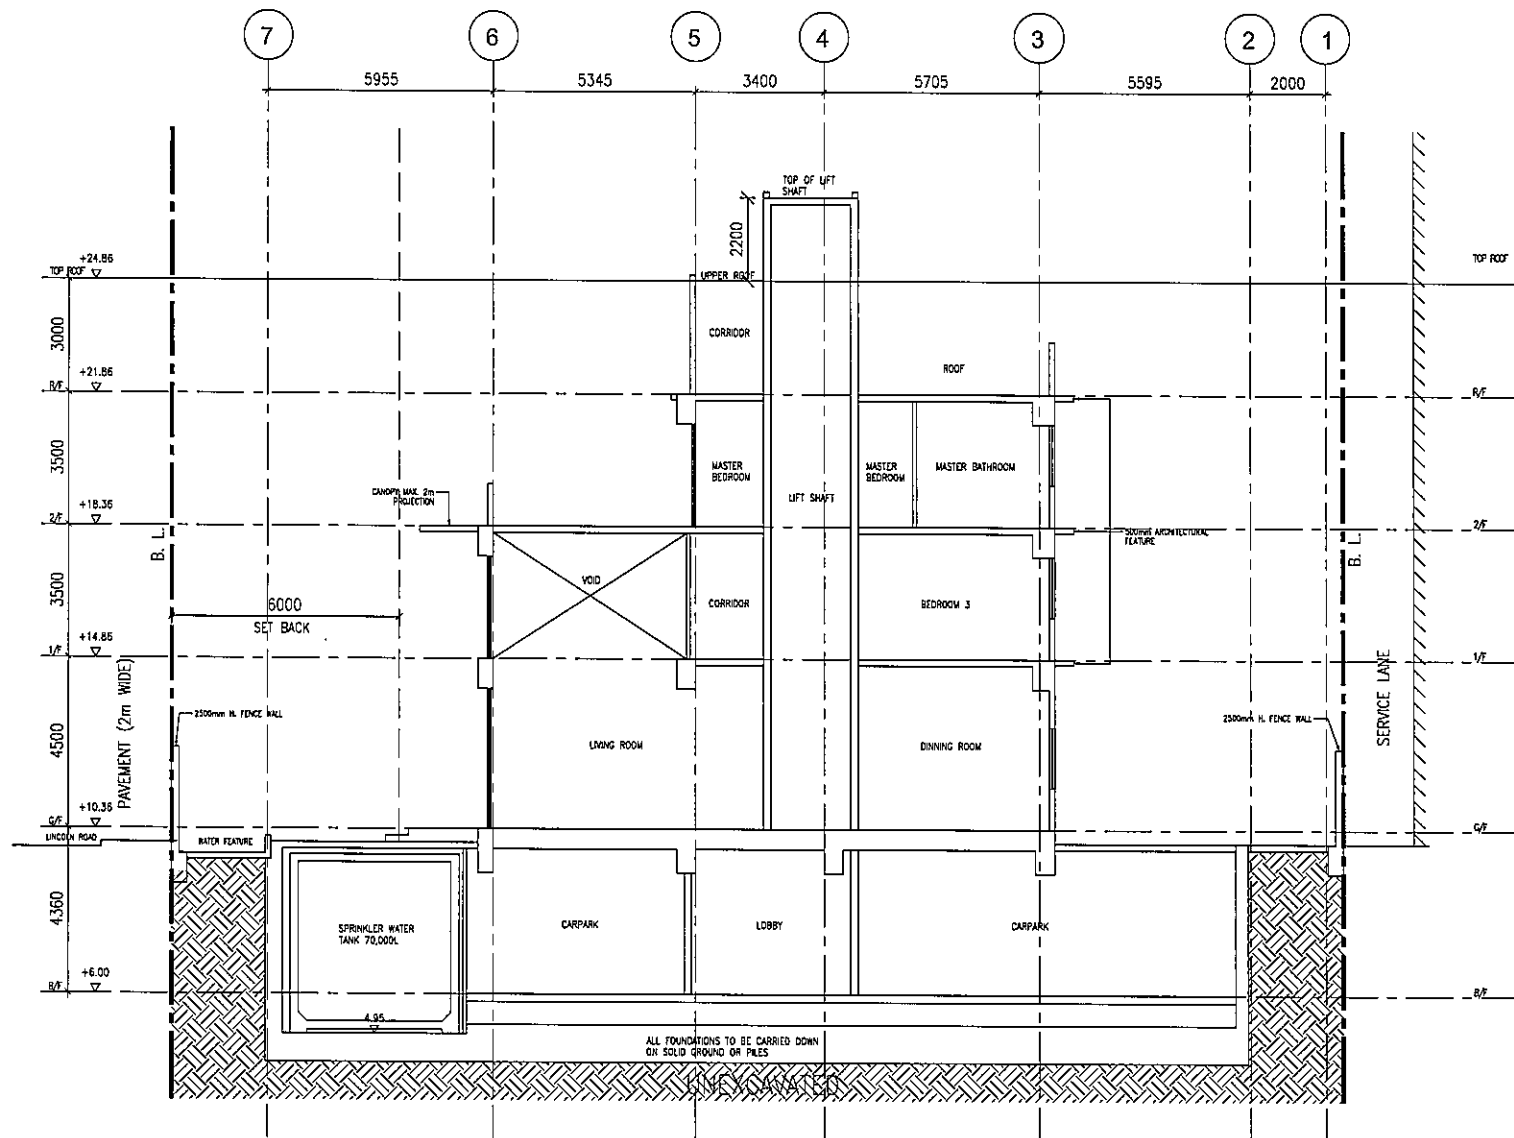 7 6 5 4 3 2 1
5955 5345 3400 5705 5595 2000
TOP OF LIFT
SHAFT
2200
+24.86
TOP ROOF
UPPER ROOF
TOP ROOF
3000
CORRIDOR
ROOF
+21.86
R/F
R/F
3500
MASTER
BEDROOM
MASTER
BEDROOM
MASTER BATHROOM
LIFT SHAFT
CANOPY MAX. 2m
PROJECTION
+18.36
2/F
2/F
500mm ARCHITECTURAL
FEATURE
B. L.
B. L.
3500
VOID
CORRIDOR
BEDROOM 3
6000
SET BACK
+14.86
1/F
1/F
PAVEMENT (2m WIDE)
SERVICE LANE
2500mm H. FENCE WALL
2500mm H. FENCE WALL
4500
LIVING ROOM
DINNING ROOM
+10.36
G/F
G/F
LINCOLN ROAD
WATER FEATURE
4360
SPRINKLER WATER
TANK 70,000L
CARPARK
LOBBY
CARPARK
+6.00
B/F
B/F
4.95
ALL FOUNDATIONS TO BE CARRIED DOWN
ON SOLID GROUND OR PILES
UNEXCAVATED